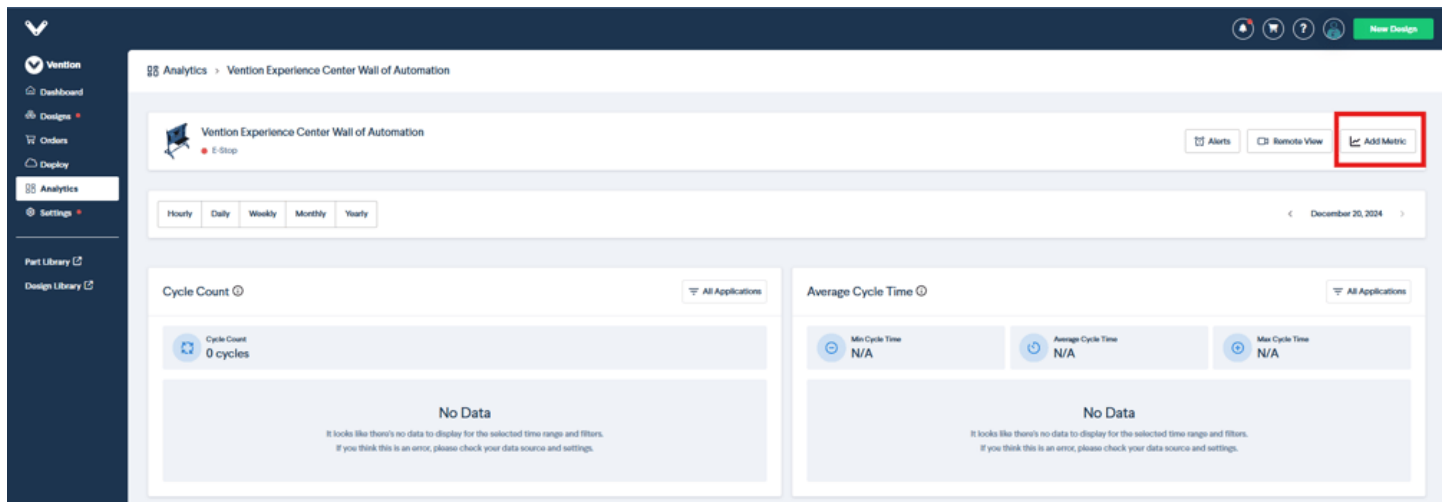 New Design
Vention
Dashboard
Designs
Orders
Deploy
Analytics
Settings
Part Library
Design Library
Analytics > Vention Experience Center Wall of Automation
Vention Experience Center Wall of Automation
E-Stop
Alerts
Remote View
Add Metric
Hourly Daily Weekly Monthly Yearly
< December 20, 2024 >
Cycle Count
All Applications
Cycle Count
0 cycles
No Data
It looks like there's no data to display for the selected time range and filters.
If you think this is an error, please check your data source and settings.
Average Cycle Time
All Applications
Min Cycle Time
N/A
Average Cycle Time
N/A
Max Cycle Time
N/A
No Data
It looks like there's no data to display for the selected time range and filters.
If you think this is an error, please check your data source and settings.